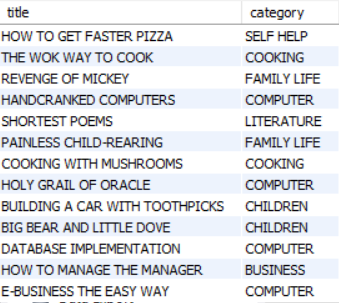 title category
HOW TO GET FASTER PIZZA SELF HELP
THE WOK WAY TO COOK COOKING
REVENGE OF MICKEY FAMILY LIFE
HANDCRANKED COMPUTERS COMPUTER
SHORTEST POEMS LITERATURE
PAINLESS CHILD-REARING FAMILY LIFE
COOKING WITH MUSHROOMS COOKING
HOLY GRAIL OF ORACLE COMPUTER
BUILDING A CAR WITH TOOTHPICKS CHILDREN
BIG BEAR AND LITTLE DOVE CHILDREN
DATABASE IMPLEMENTATION COMPUTER
HOW TO MANAGE THE MANAGER BUSINESS
E-BUSINESS THE EASY WAY COMPUTER